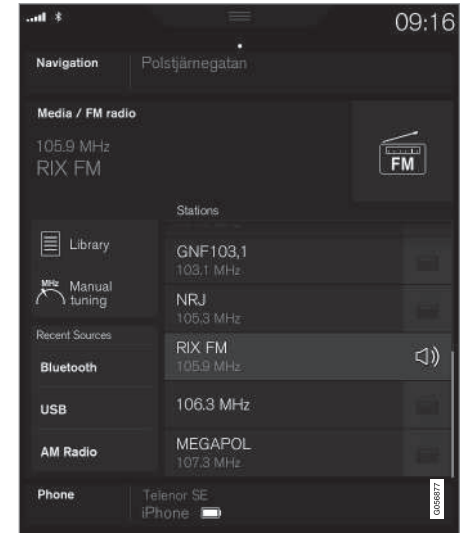 09:16
Navigation
Polstjärnegatan
Media / FM radio
105.9 MHz
RIX FM
FM
Stations
Library
MHz
Manual
tuning
GNF103,1
103.1 MHz
NRJ
105.3 MHz
RIX FM
105.9 MHz
106.3 MHz
MEGAPOL
107.3 MHz
Recent Sources
Bluetooth
USB
AM Radio
Phone
Telenor SE
iPhone
G056877